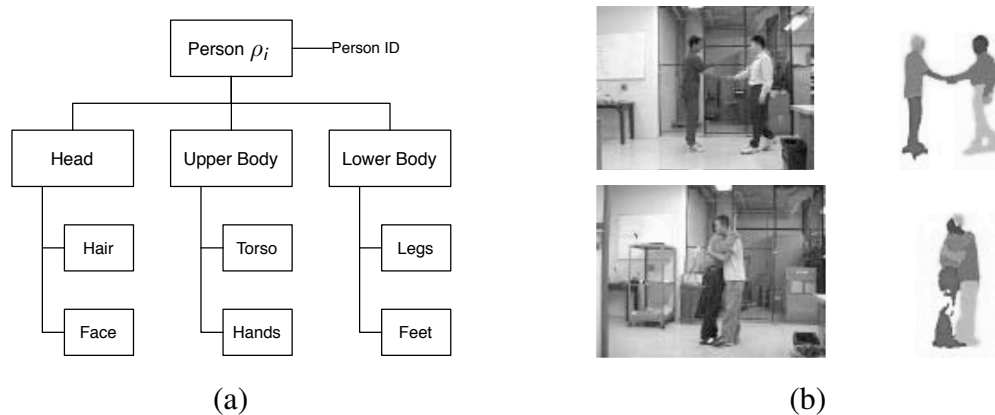 Person ρi
Person ID
Head
Upper Body
Lower Body
Hair
Torso
Legs
Face
Hands
Feet
(a)
(b)